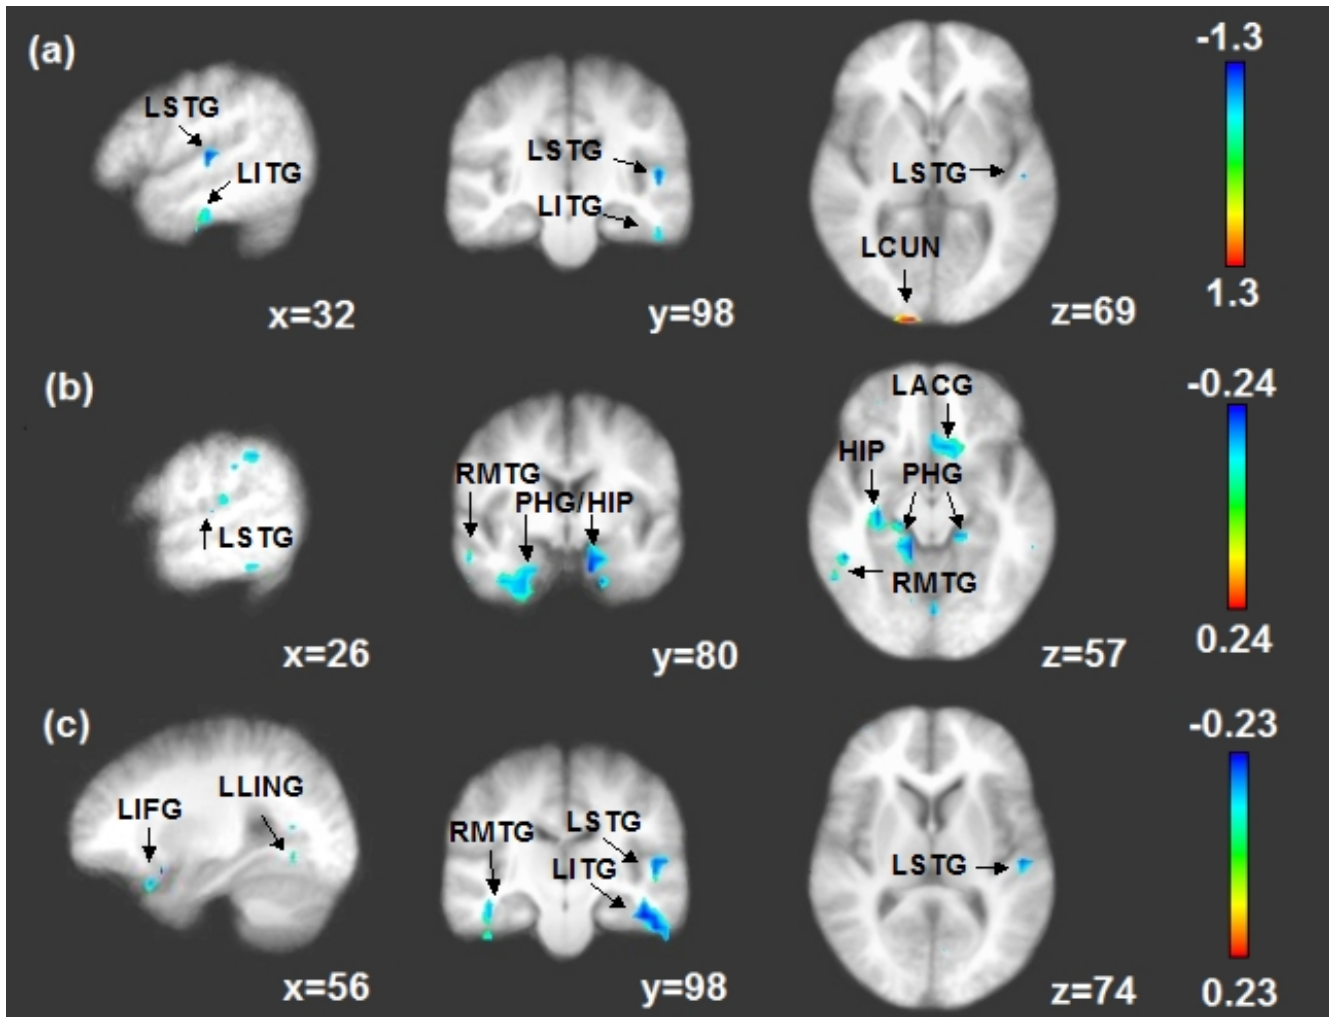 (a)
LSTG
LITG
x=32
LSTG
LITG
y=98
LSTG
LCUN
z=69
-1.3
1.3
(b)
LSTG
x=26
RMTG
PHG/HIP
y=80
LACG
HIP
PHG
RMTG
z=57
-0.24
0.24
(c)
LIFG
LLING
x=56
RMTG
LSTG
LITG
y=98
LSTG
z=74
-0.23
0.23